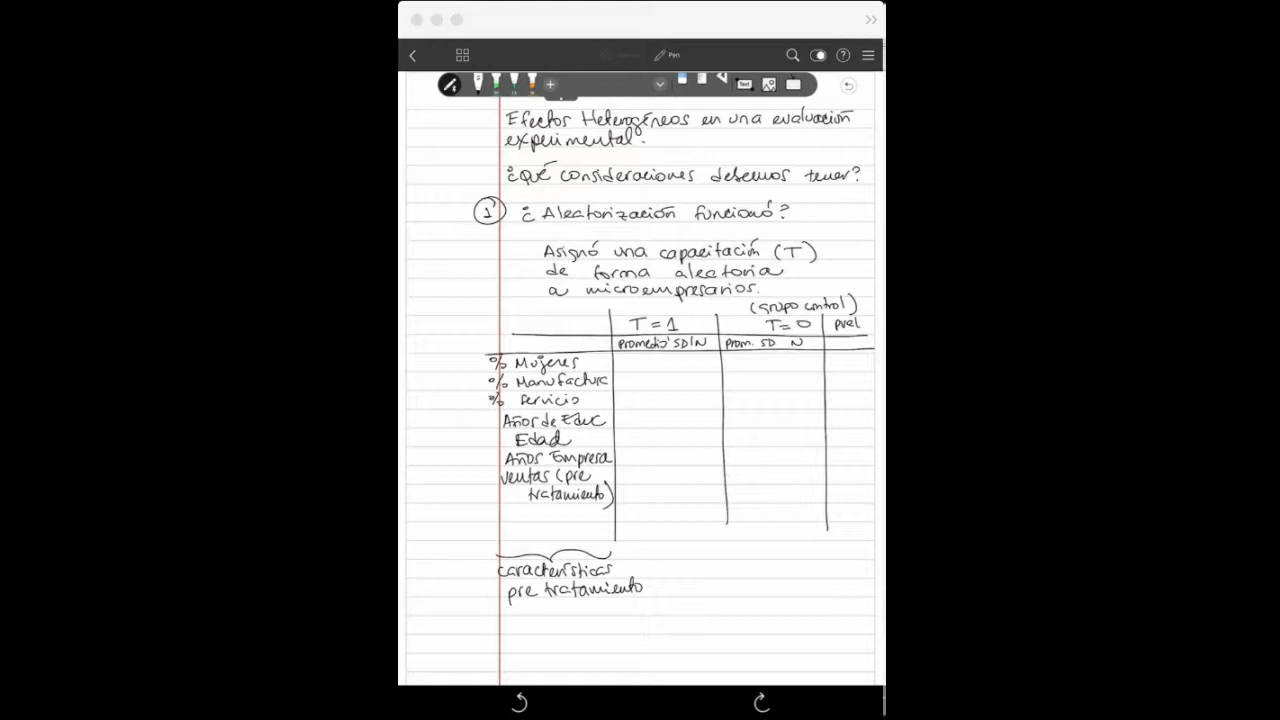 Pen
Text
Efectos Heterogéneos en una evaluación
experimental.
¿Qué consideraciones debemos tener?
1 ¿Aleatorización funcionó?
Asignó una capacitación (T)
de forma aleatoria
a microempresarios.
(grupo control)
T = 1 T = 0 pval
Promedio SD N prom. SD N
% Mujeres
% Manufactura
% Servicio
Años de Educ
Edad
Años Empresa
Ventas (pre
tratamiento)
características
pre tratamiento